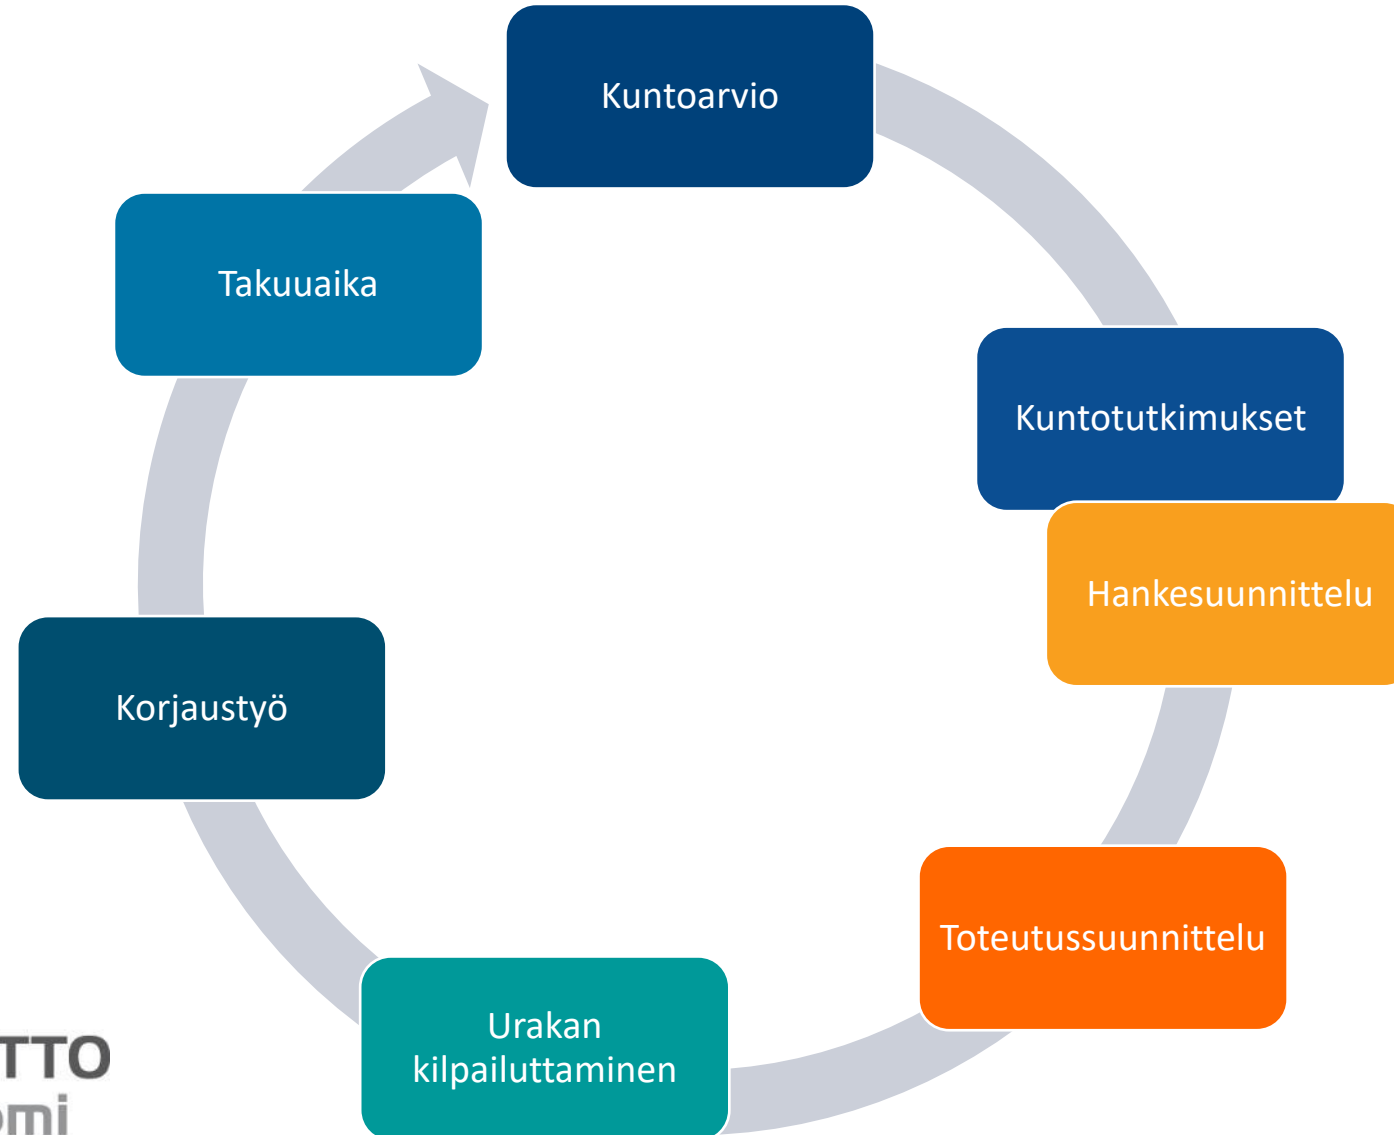 Kuntoarvio
Kuntotutkimukset
Hankesuunnittelu
Toteutussuunnittelu
Urakan
kilpailuttaminen
Korjaustyö
Takuuaika